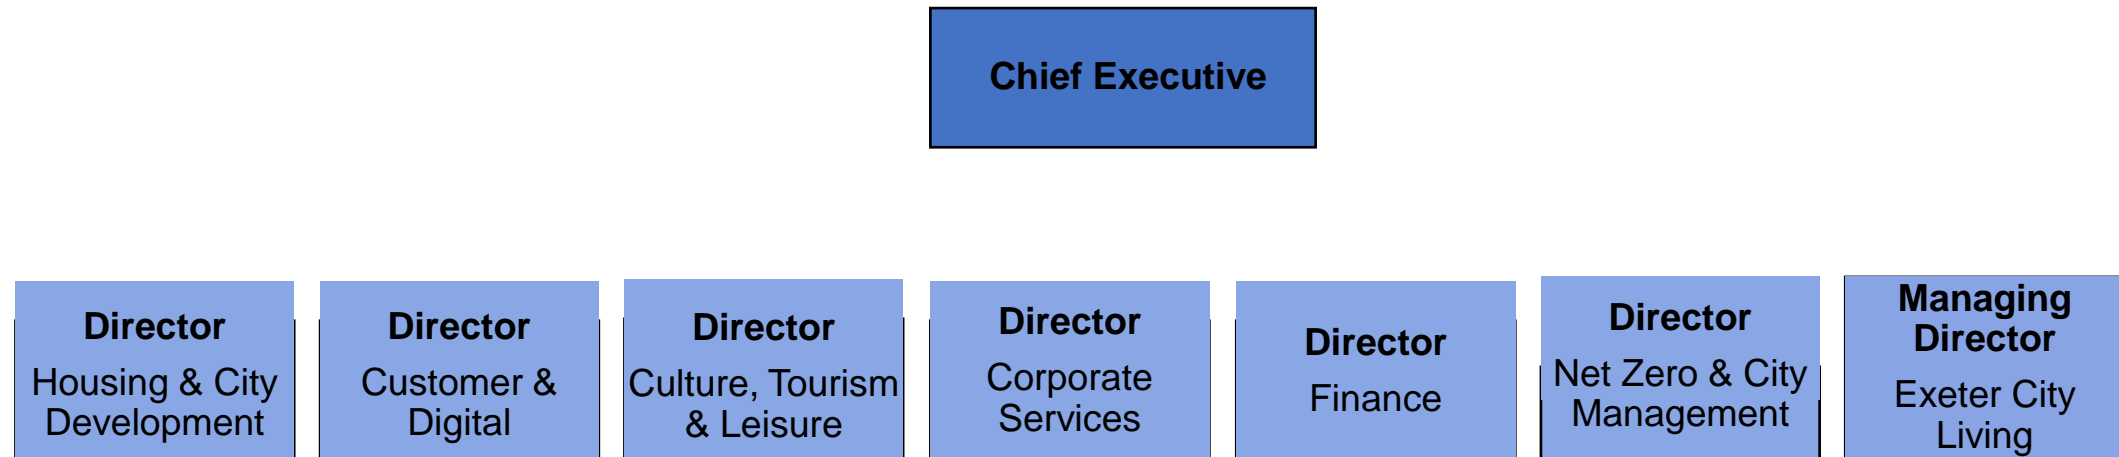 Chief Executive
Director
Housing & City
Development
Director
Customer &
Digital
Director
Culture, Tourism
& Leisure
Director
Corporate
Services
Director
Finance
Director
Net Zero & City
Management
Managing
Director
Exeter City
Living